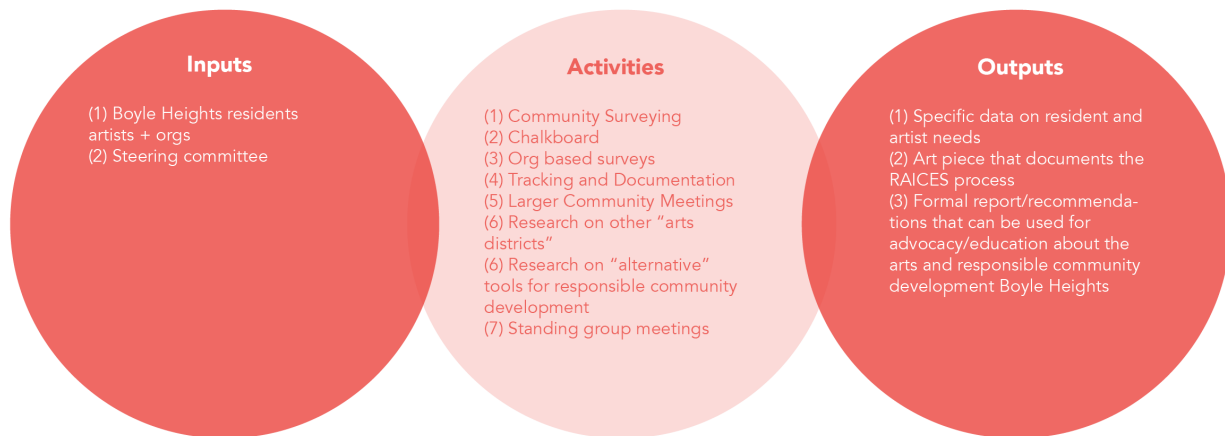 Inputs
(1) Boyle Heights residents
artists + orgs
(2) Steering committee
Activities
(1) Community Surveying
(2) Chalkboard
(3) Org based surveys
(4) Tracking and Documentation
(5) Larger Community Meetings
(6) Research on other “arts
districts”
(6) Research on “alternative”
tools for responsible community
development
(7) Standing group meetings
Outputs
(1) Specific data on resident and
artist needs
(2) Art piece that documents the
RAICES process
(3) Formal report/recommenda-
tions that can be used for
advocacy/education about the
arts and responsible community
development Boyle Heights